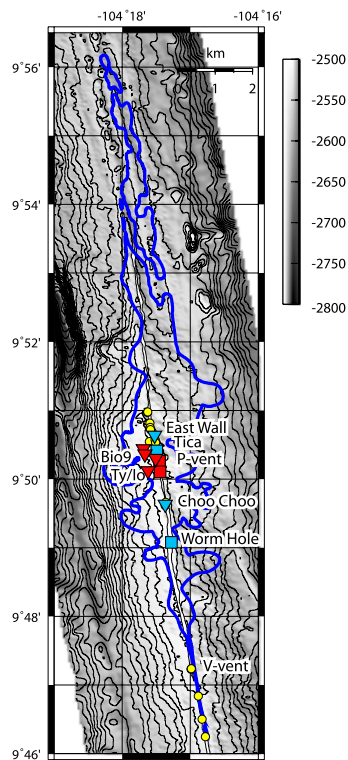 -104°18' -104°16'
km
0 1 2
9°56'
9°54'
9°52'
9°50'
9°48'
9°46'
-2500
-2550
-2600
-2650
-2700
-2750
-2800
East Wall
Tica
Bio9
P-vent
Ty/Io
Choo Choo
Worm Hole
V-vent